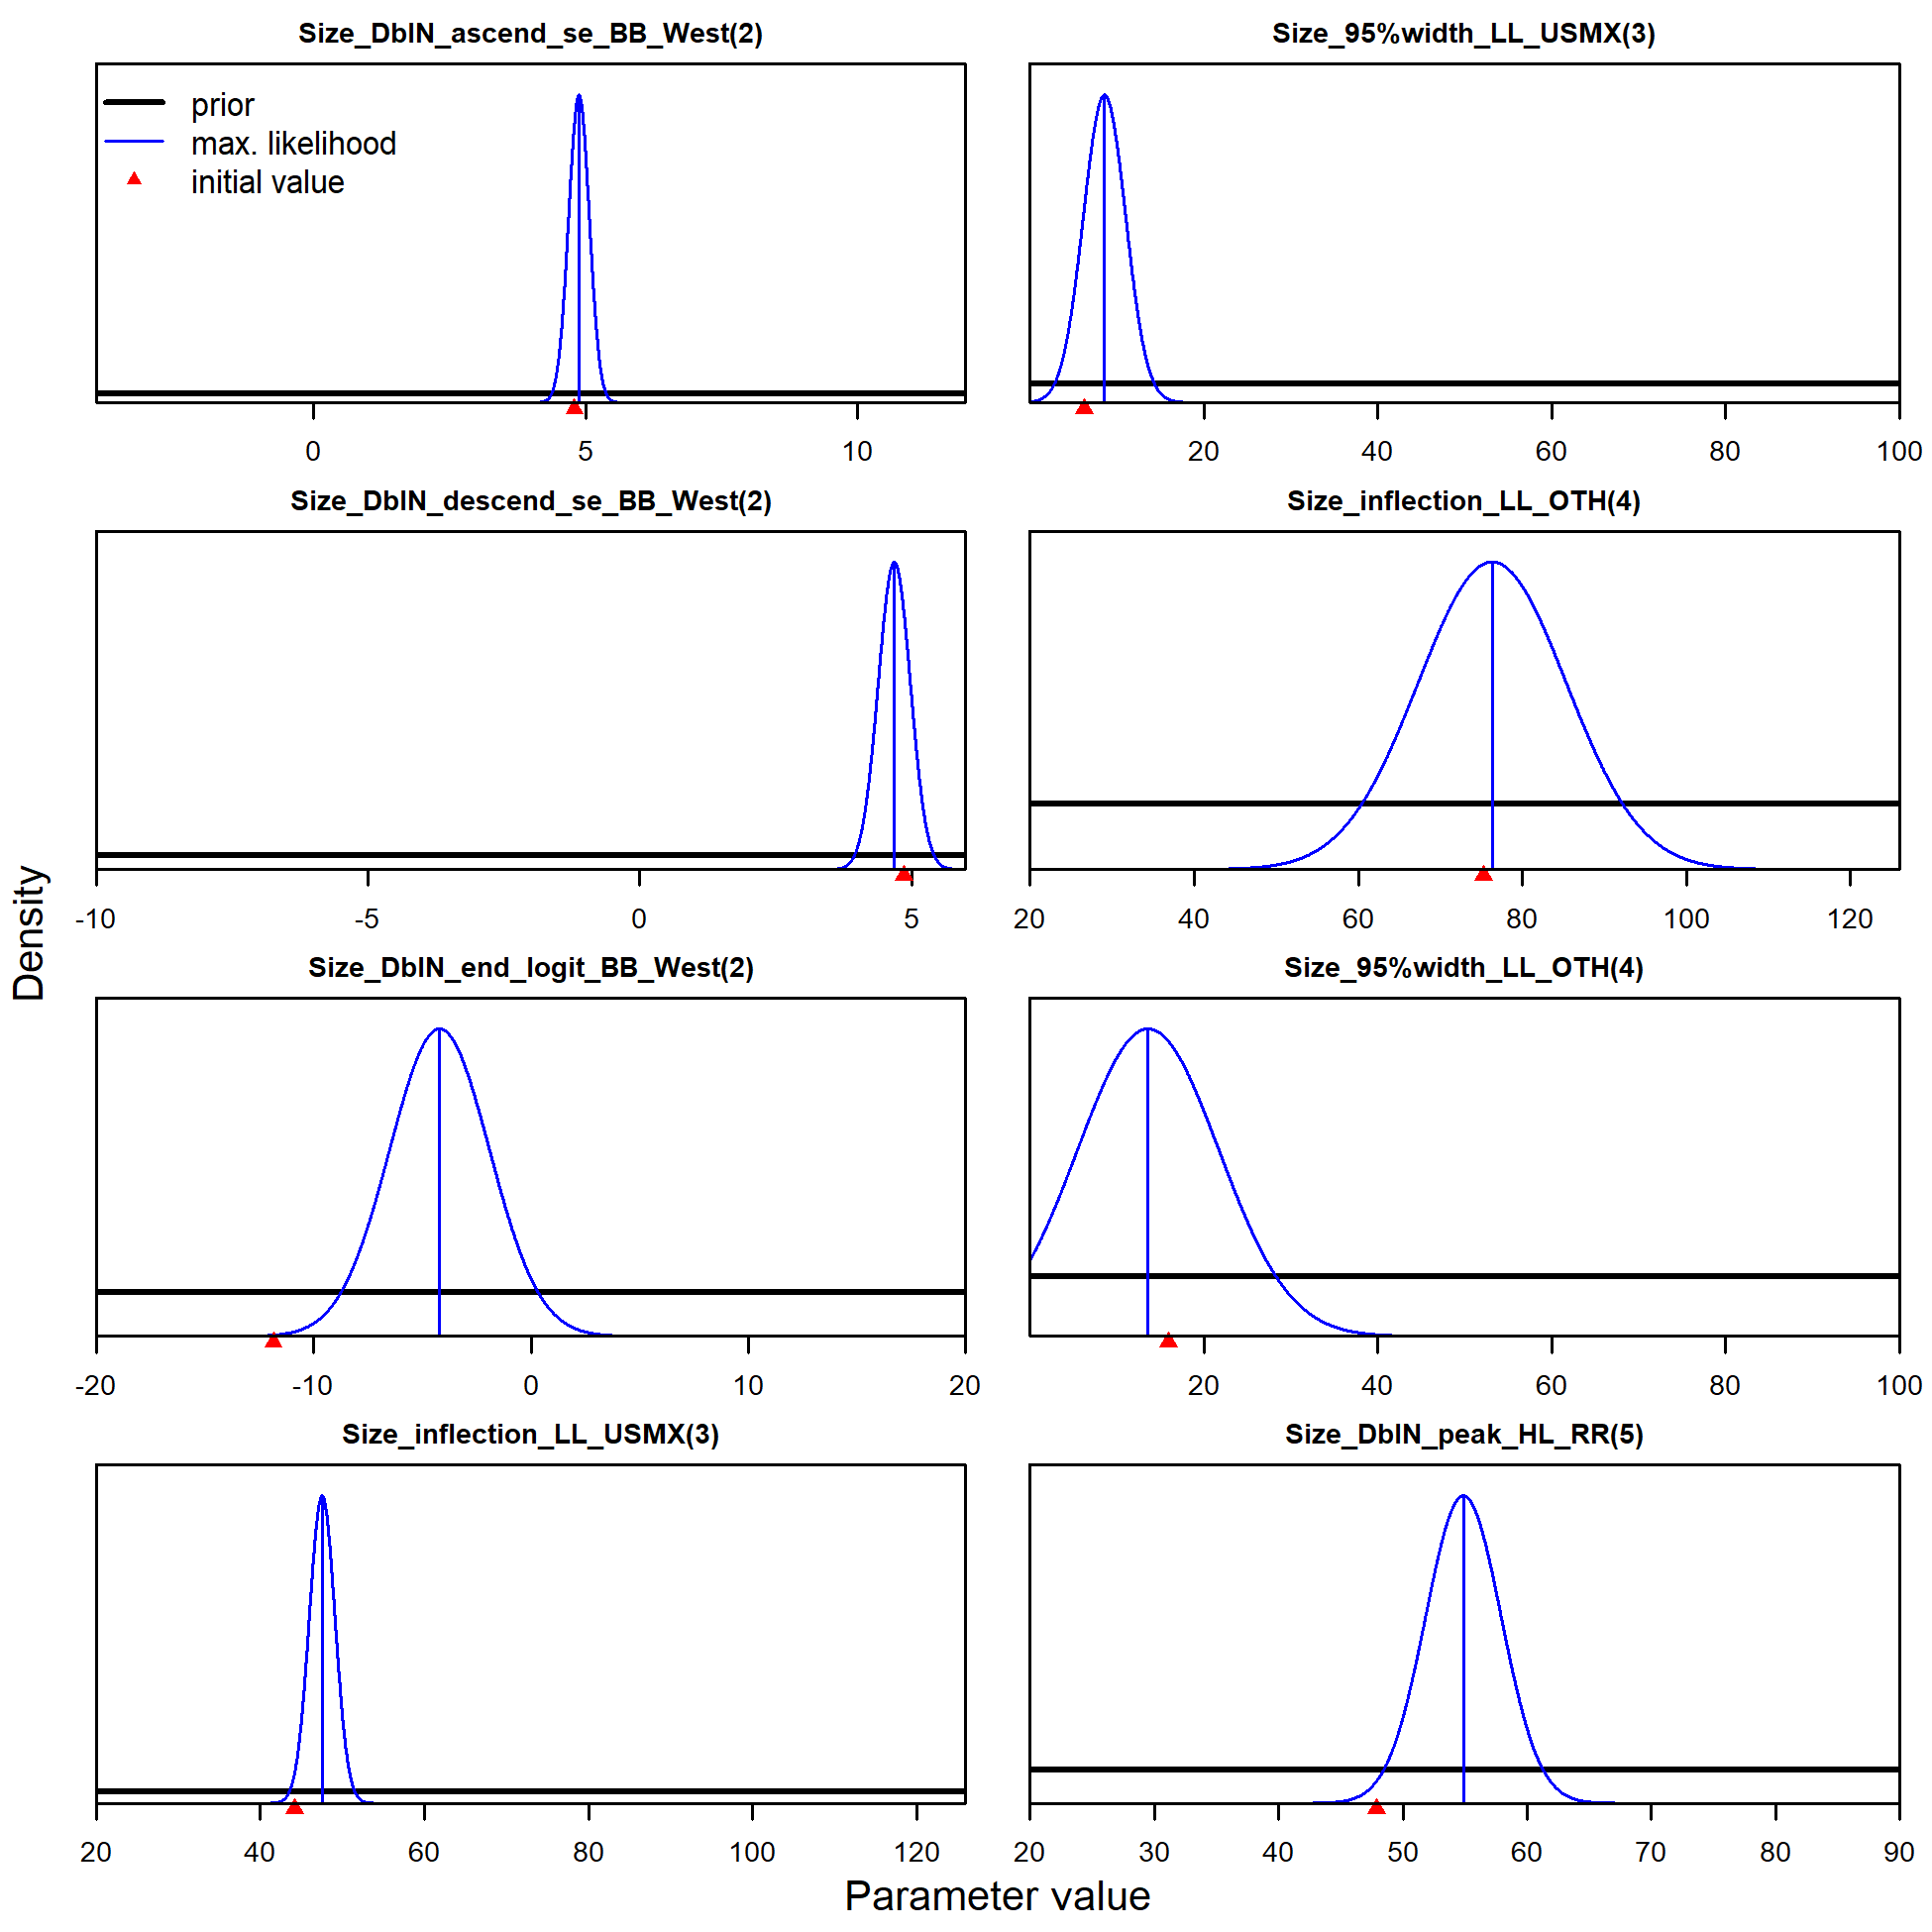 Size_DblN_ascend_se_BB_West(2)
prior
max. likelihood
initial value
0 5 10
Size_95%width_LL_USMX(3)
20 40 60 80 100
Size_DblN_descend_se_BB_West(2)
-10 -5 0 5
Size_inflection_LL_OTH(4)
20 40 60 80 100 120
Size_DblN_end_logit_BB_West(2)
-20 -10 0 10 20
Size_95%width_LL_OTH(4)
20 40 60 80 100
Size_inflection_LL_USMX(3)
20 40 60 80 100 120
Size_DblN_peak_HL_RR(5)
20 30 40 50 60 70 80 90
Density
Parameter value